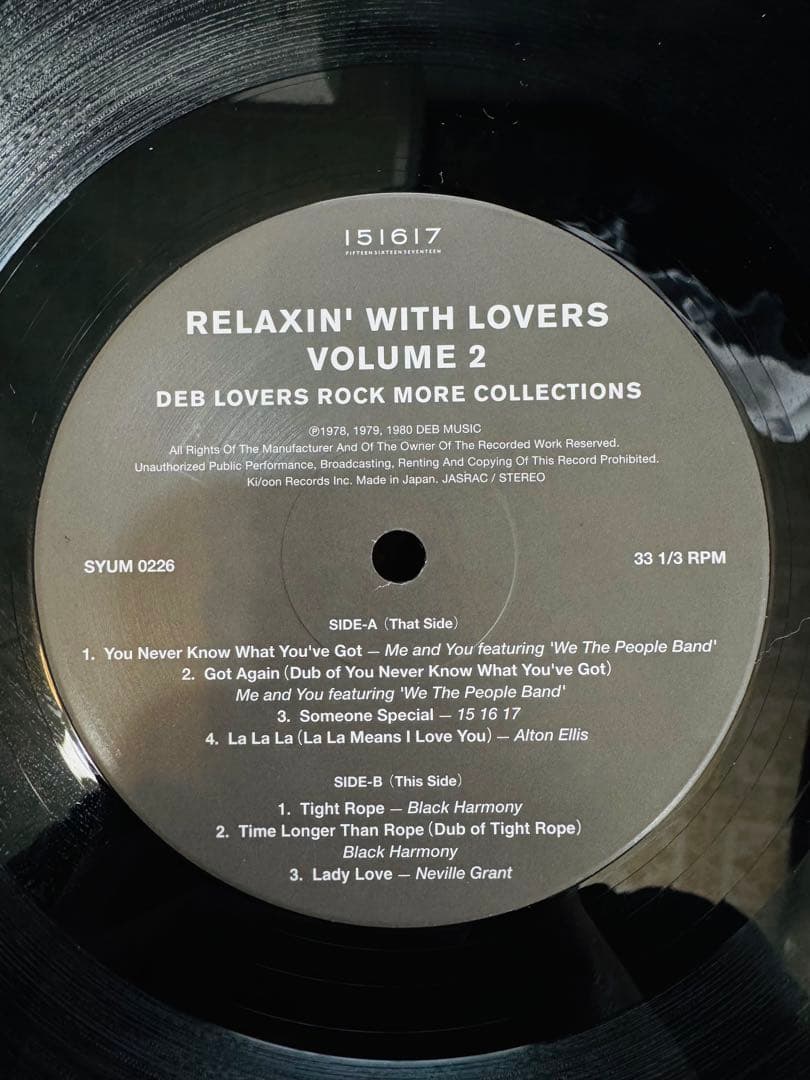 151617
FIFTEEN SIXTEEN SEVENTEEN
RELAXIN' WITH LOVERS
VOLUME 2
DEB LOVERS ROCK MORE COLLECTIONS
℗1978, 1979, 1980 DEB MUSIC
All Rights Of The Manufacturer And Of The Owner Of The Recorded Work Reserved.
Unauthorized Public Performance, Broadcasting, Renting And Copying Of This Record Prohibited.
Ki/oon Records Inc. Made in Japan. JASRAC / STEREO
SYUM 0226
33 1/3 RPM
SIDE-A (That Side)
1. You Never Know What You've Got – Me and You featuring 'We The People Band'
2. Got Again (Dub of You Never Know What You've Got)
Me and You featuring 'We The People Band'
3. Someone Special – 15 16 17
4. La La La (La La Means I Love You) – Alton Ellis
SIDE-B (This Side)
1. Tight Rope – Black Harmony
2. Time Longer Than Rope (Dub of Tight Rope)
Black Harmony
3. Lady Love – Neville Grant